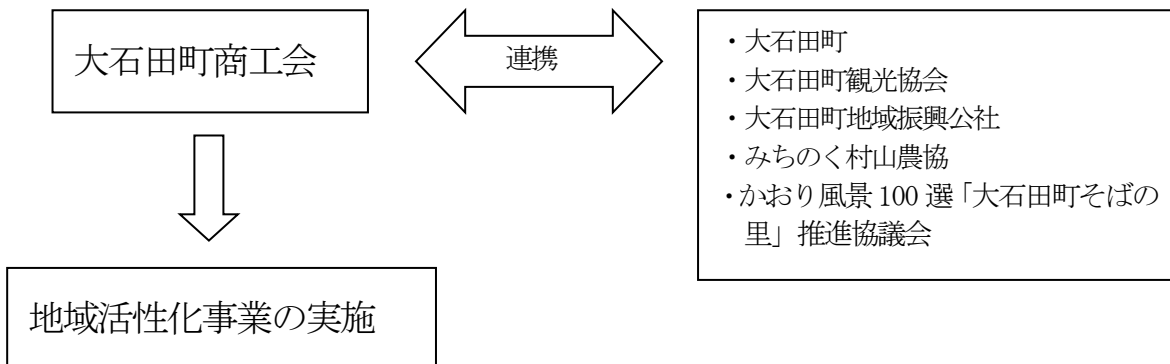 大石田町商工会
連携
・大石田町
・大石田町観光協会
・大石田町地域振興公社
・みちのく村山農協
・かおり風景 100 選「大石田町そばの
里」推進協議会
地域活性化事業の実施